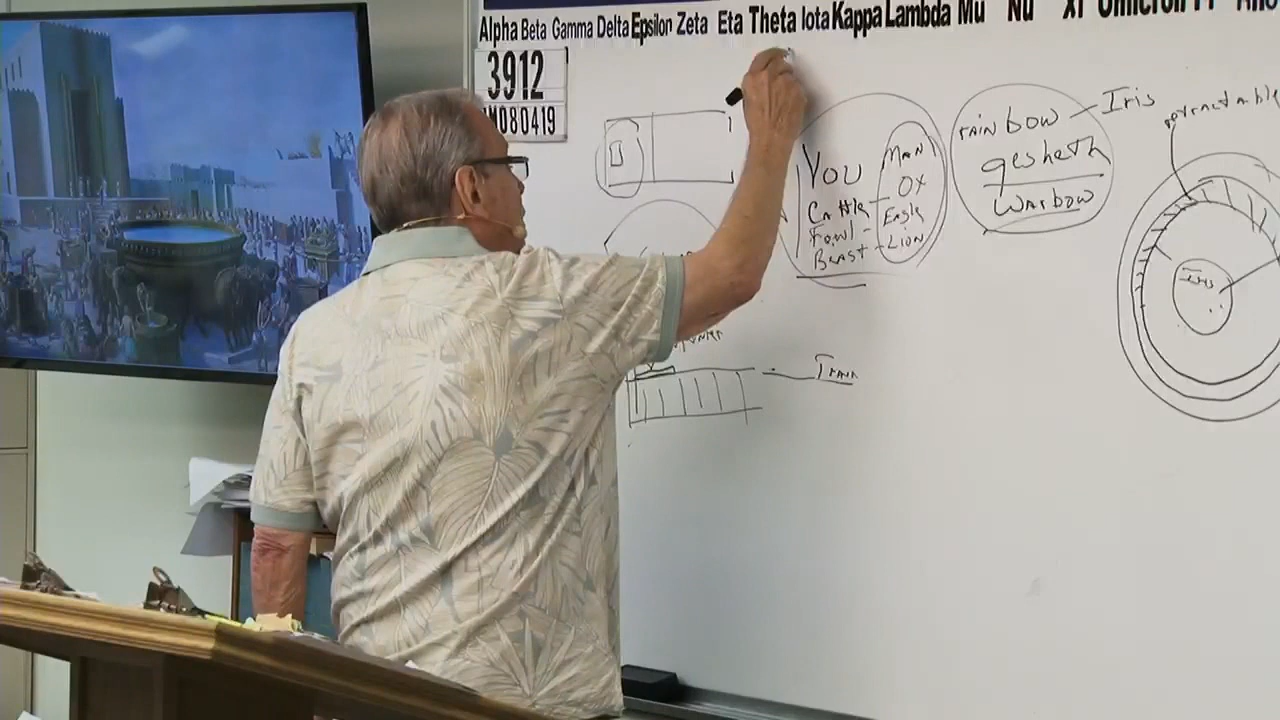 Alpha Beta Gamma Delta Epsilon Zeta Eta Theta Iota Kappa Lambda Mu Nu Xi Omicron
3912
M080419
YOU
Cattle -
Fowl -
Beast -
MAN
OX
Eagle
LION
rainbow - Iris
qesheth
warbow
Iris